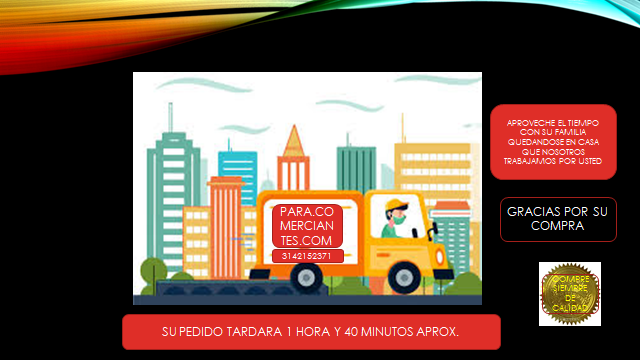 APROVECHE EL TIEMPO
CON SU FAMILIA
QUEDANDOSE EN CASA
QUE NOSOTROS
TRABAJAMOS POR USTED
PARA.CO
MERCIAN
TES.COM
3142152371
GRACIAS POR SU
COMPRA
COMPRE
SIEMPRE
DE
CALIDAD
SU PEDIDO TARDARA 1 HORA Y 40 MINUTOS APROX.